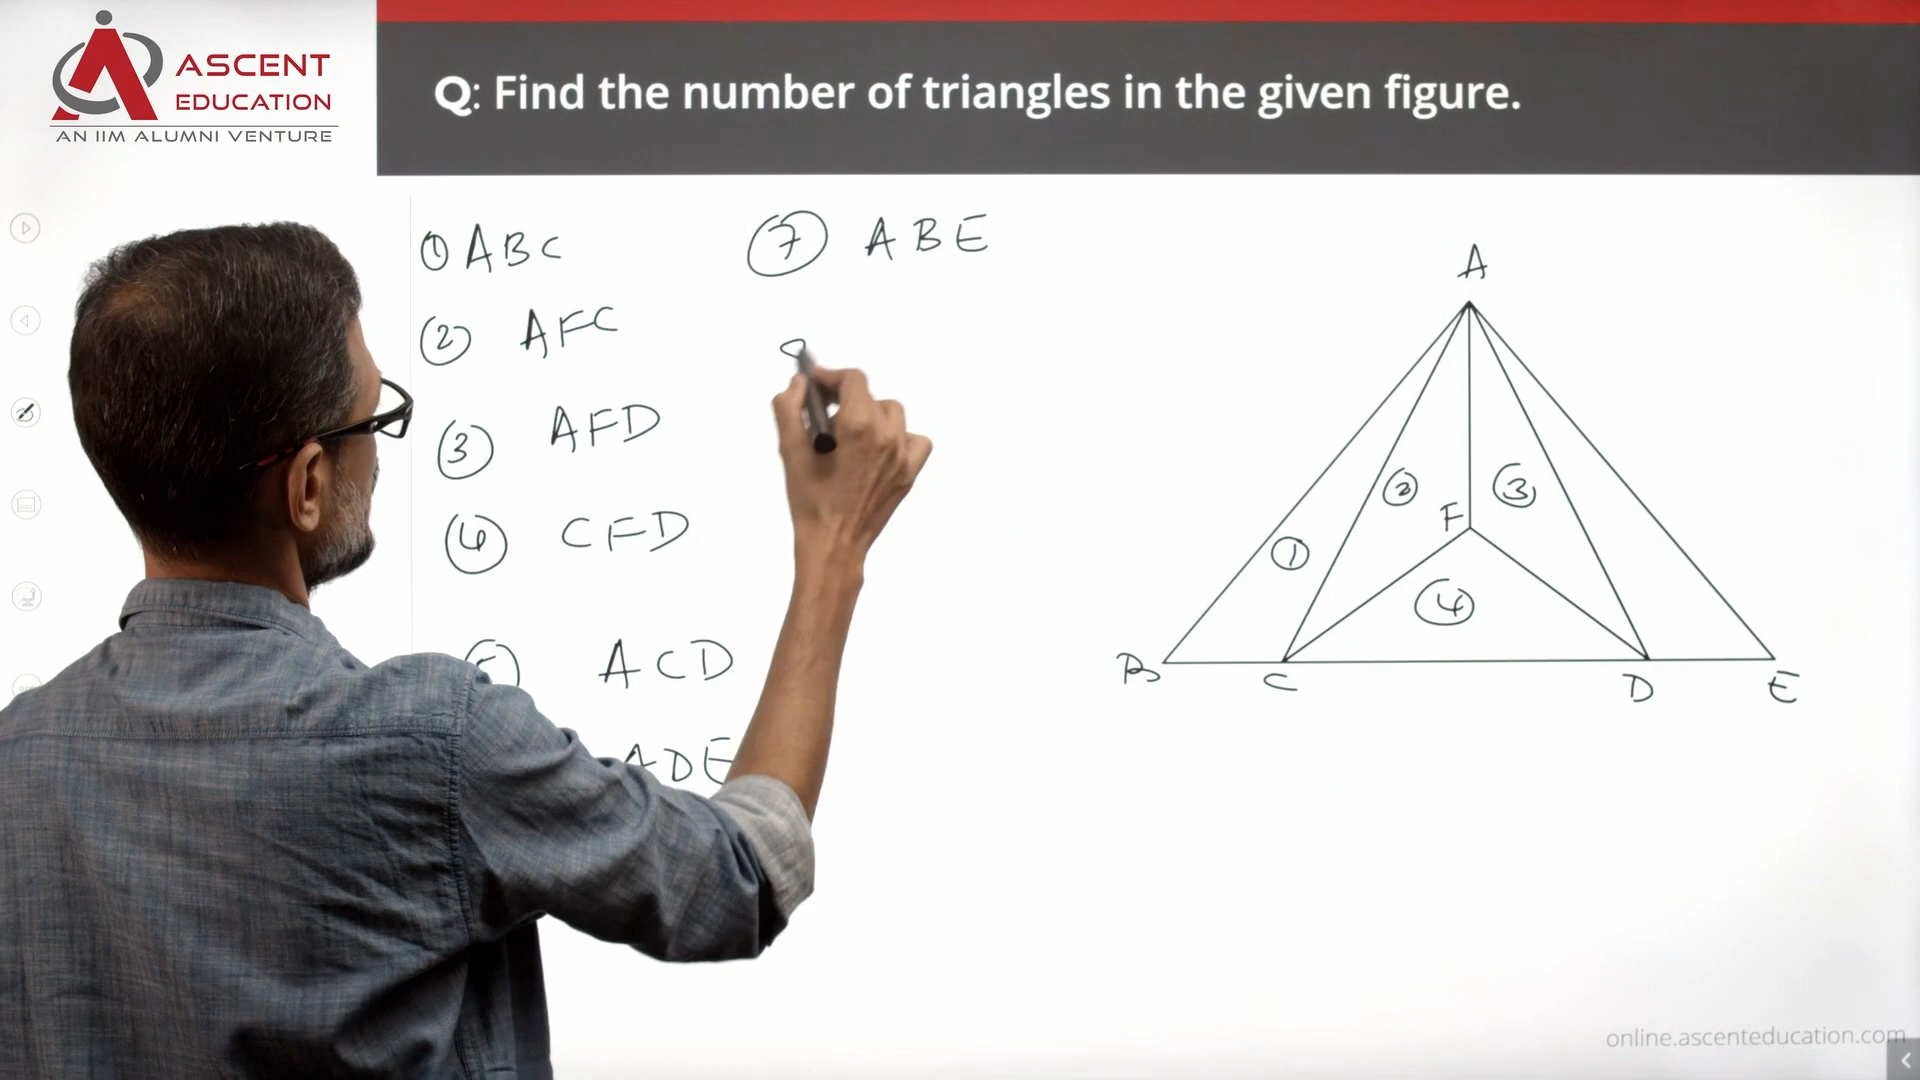 ASCENT
EDUCATION
AN IIM ALUMNI VENTURE
Q: Find the number of triangles in the given figure.
① ABC
② AFC
③ AFD
④ CFD
ACD
ADE
⑦ ABE
A
② ③
F
①
④
B C D E
online.ascenteducation.com